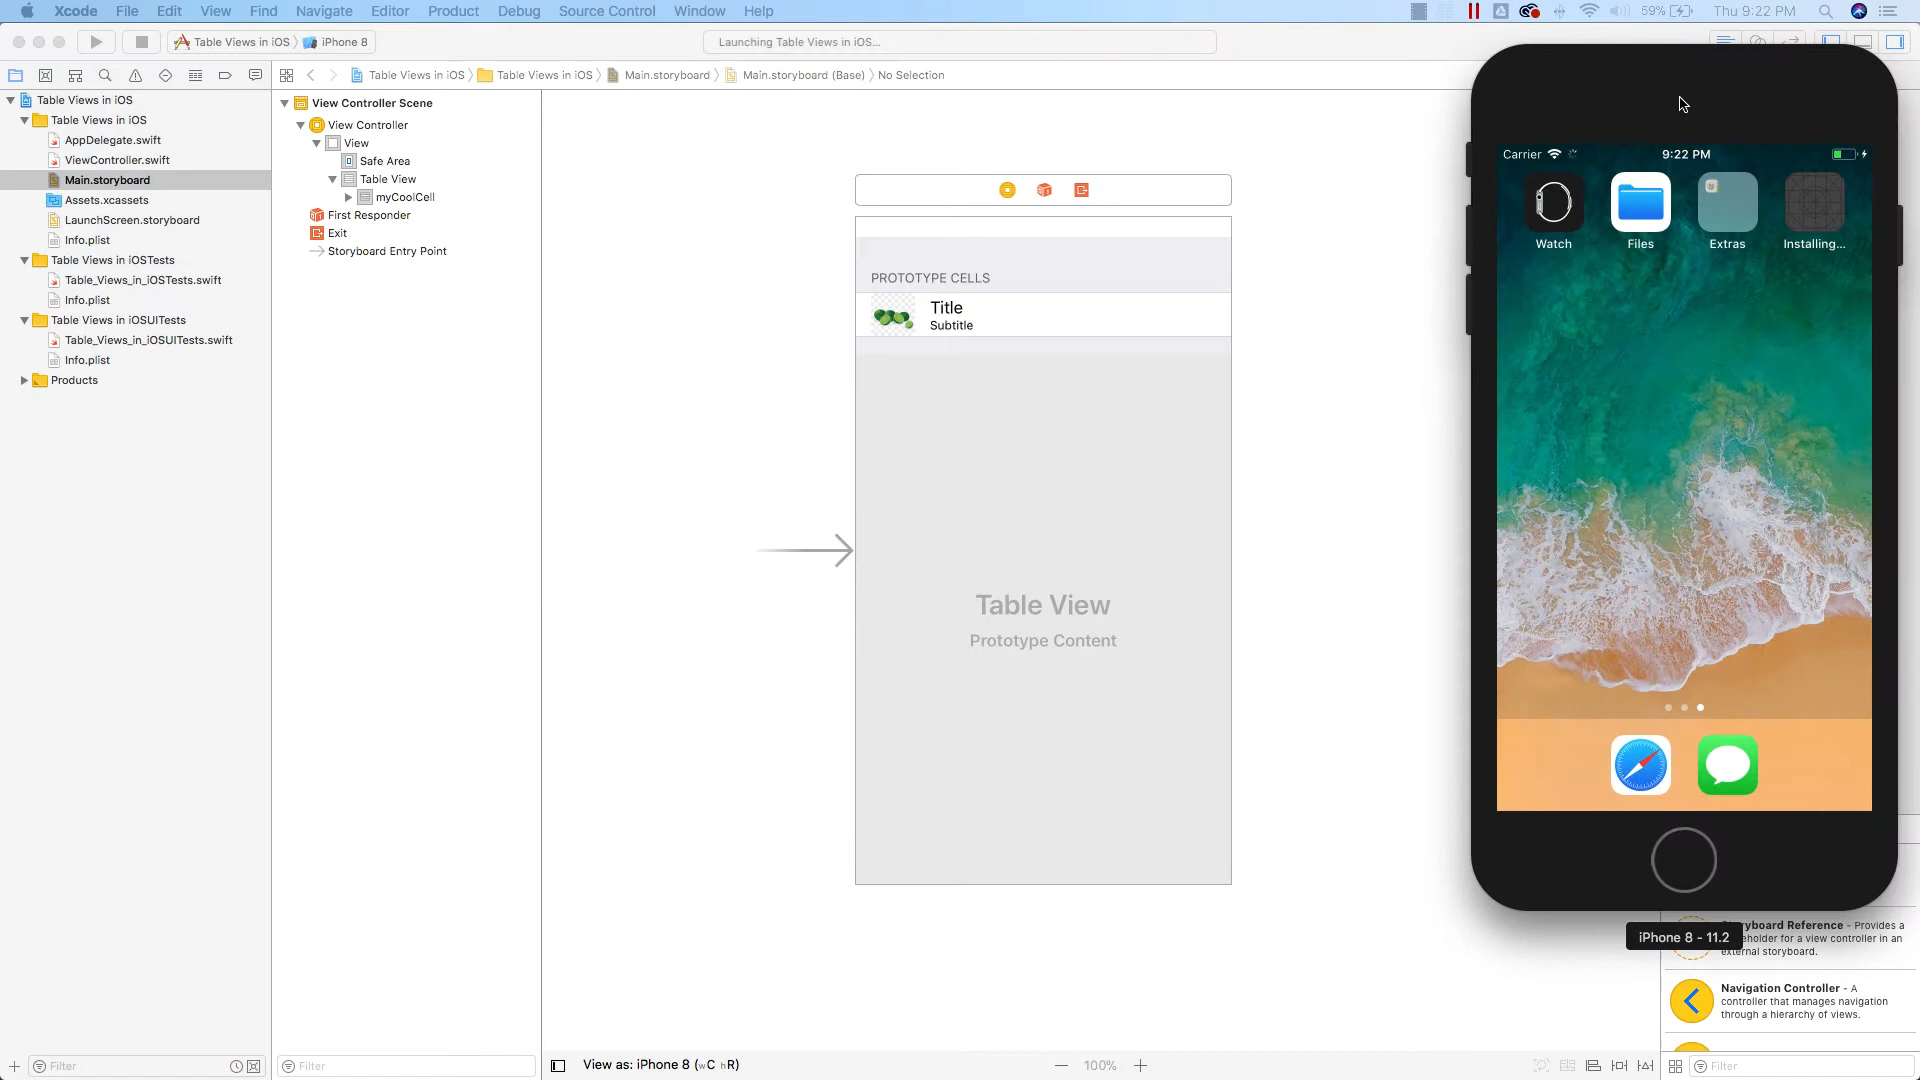 Xcode File Edit View Find Navigate Editor Product Debug Source Control Window Help 59% Thu 9:22 PM
Table Views in iOS iPhone 8 Launching Table Views in iOS...
Table Views in iOS Table Views in iOS Main.storyboard Main.storyboard (Base) No Selection
Table Views in iOS
Table Views in iOS
AppDelegate.swift
ViewController.swift
Main.storyboard
Assets.xcassets
LaunchScreen.storyboard
Info.plist
Table Views in iOSTests
Table_Views_in_iOSTests.swift
Info.plist
Table Views in iOSUITests
Table_Views_in_iOSUITests.swift
Info.plist
Products
View Controller Scene
View Controller
View
Safe Area
Table View
myCoolCell
First Responder
Exit
Storyboard Entry Point
PROTOTYPE CELLS
Title
Subtitle
Table View
Prototype Content
Carrier 9:22 PM
Watch Files Extras Installing...
iPhone 8 - 11.2
yboard Reference - Provides a
eholder for a view controller in an
external storyboard.
Navigation Controller - A
controller that manages navigation
through a hierarchy of views.
Filter
Filter
View as: iPhone 8 (wC hR)
100%
Filter